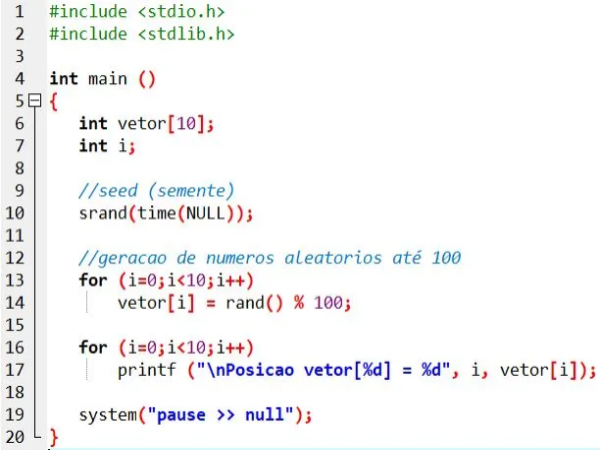 1 #include <stdio.h>
2 #include <stdlib.h>
3
4 int main ()
5 {
6 int vetor[10];
7 int i;
8
9 //seed (semente)
10 srand(time(NULL));
11
12 //geracao de numeros aleatorios até 100
13 for (i=0;i<10;i++)
14 vetor[i] = rand() % 100;
15
16 for (i=0;i<10;i++)
17 printf ("\nPosicao vetor[%d] = %d", i, vetor[i]);
18
19 system("pause >> null");
20 }